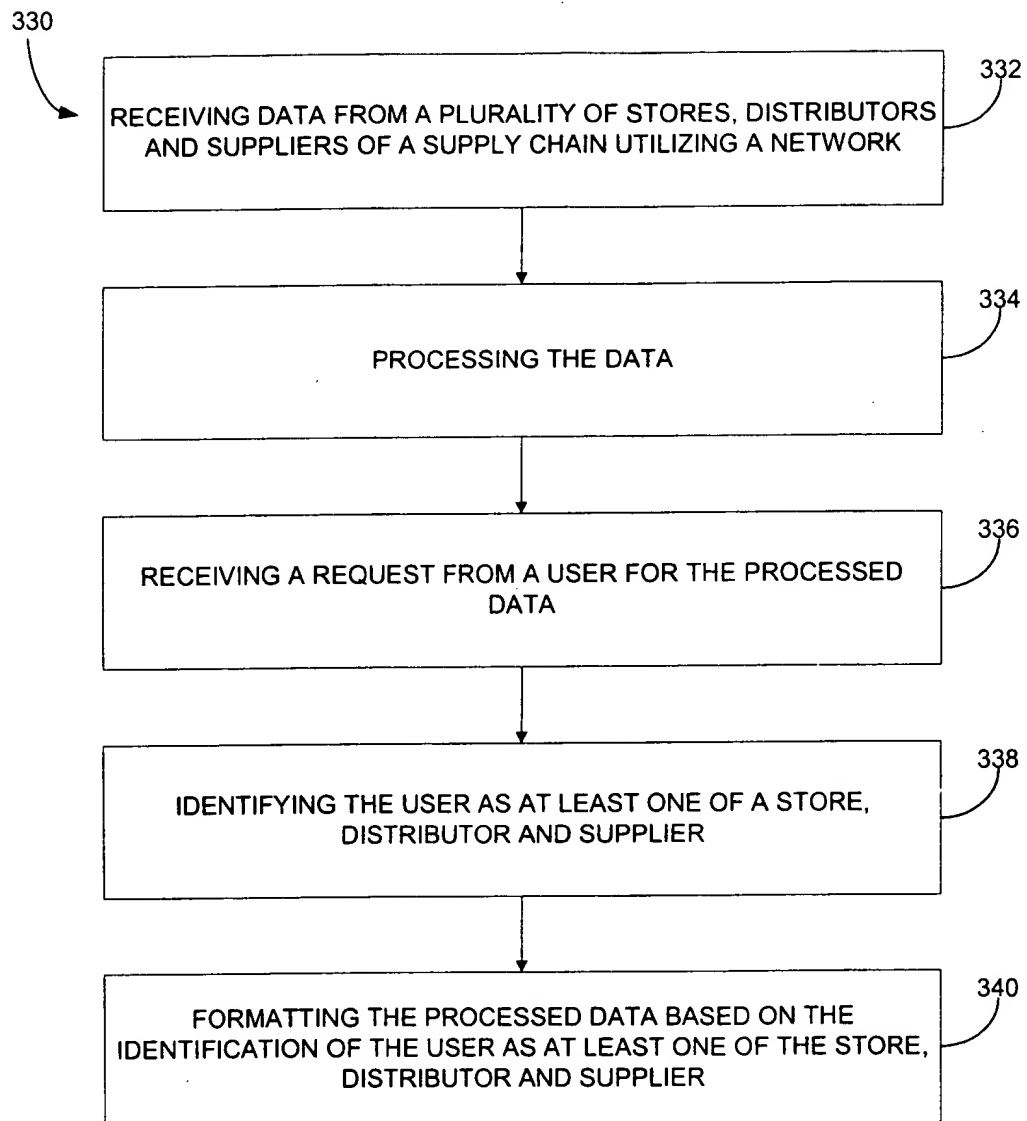 330
332
RECEIVING DATA FROM A PLURALITY OF STORES, DISTRIBUTORS
AND SUPPLIERS OF A SUPPLY CHAIN UTILIZING A NETWORK
334
PROCESSING THE DATA
336
RECEIVING A REQUEST FROM A USER FOR THE PROCESSED
DATA
338
IDENTIFYING THE USER AS AT LEAST ONE OF A STORE,
DISTRIBUTOR AND SUPPLIER
340
FORMATTING THE PROCESSED DATA BASED ON THE
IDENTIFICATION OF THE USER AS AT LEAST ONE OF THE STORE,
DISTRIBUTOR AND SUPPLIER